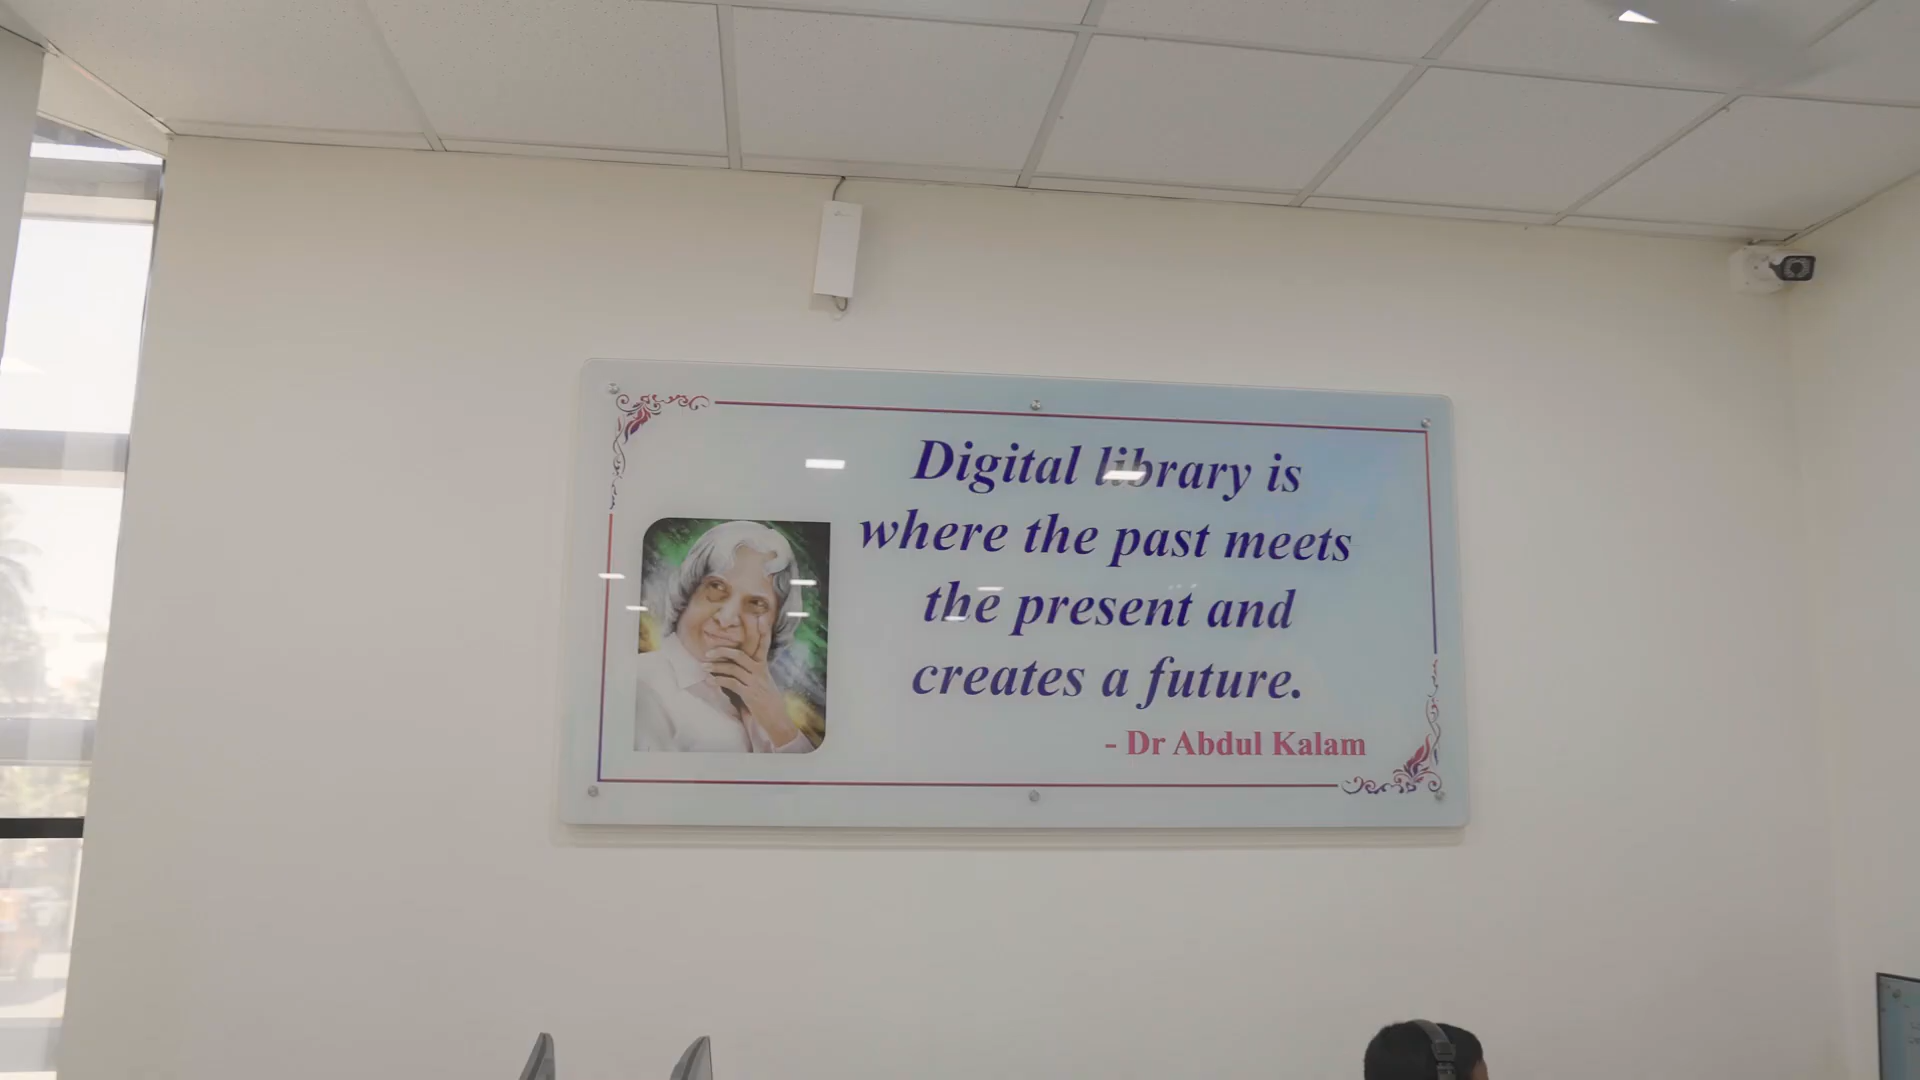 Digital library is
where the past meets
the present and
creates a future.
- Dr Abdul Kalam